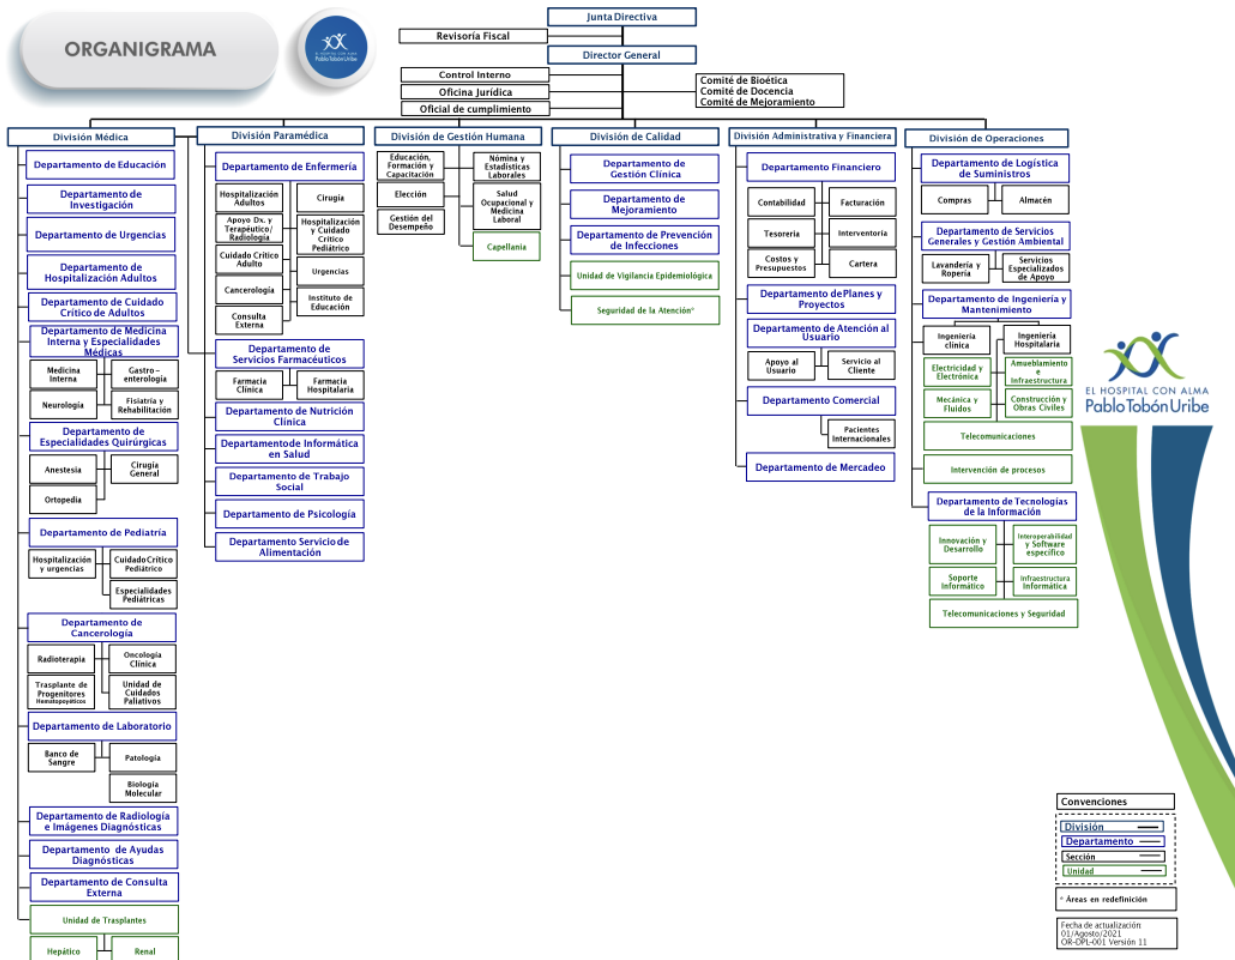 ORGANIGRAMA
EL HOSPITAL CON ALMA
Pablo Tobón Uribe
Junta Directiva
Revisoría Fiscal
Director General
Control Interno
Oficina Jurídica
Oficial de cumplimiento
Comité de Bioética
Comité de Docencia
Comité de Mejoramiento
División Médica
Departamento de Educación
Departamento de
Investigación
Departamento de Urgencias
Departamento de
Hospitalización Adultos
Departamento de Cuidado
Crítico de Adultos
Departamento de Medicina
Interna y Especialidades
Médicas
Medicina
Interna
Gastro -
enterología
Neurología
Fisiatría y
Rehabilitación
Departamento de
Especialidades Quirúrgicas
Anestesia
Cirugía
General
Ortopedia
Departamento de Pediatría
Hospitalización
y urgencias
Cuidado Crítico
Pediátrico
Especialidades
Pediátricas
Departamento de
Cancerología
Radioterapia
Oncología
Clínica
Trasplante de
Progenitores
Hematopoyéticos
Unidad de
Cuidados
Paliativos
Departamento de Laboratorio
Banco de
Sangre
Patología
Biología
Molecular
Departamento de Radiología
e Imágenes Diagnósticas
Departamento de Ayudas
Diagnósticas
Departamento de Consulta
Externa
Unidad de Trasplantes
Hepático
Renal
División Paramédica
Departamento de Enfermería
Hospitalización
Adultos
Cirugía
Apoyo Dx. y
Terapéutico/
Radiología
Hospitalización
y Cuidado
Crítico
Pediátrico
Cuidado Crítico
Adulto
Urgencias
Cancerología
Instituto de
Educación
Consulta
Externa
Departamento de
Servicios Farmacéuticos
Farmacia
Clínica
Farmacia
Hospitalaria
Departamento de Nutrición
Clínica
Departamento de Informática
en Salud
Departamento de Trabajo
Social
Departamento de Psicología
Departamento Servicio de
Alimentación
División de Gestión Humana
Educación,
Formación y
Capacitación
Nómina y
Estadísticas
Laborales
Elección
Salud
Ocupacional y
Medicina
Laboral
Gestión del
Desempeño
Capellanía
División de Calidad
Departamento de
Gestión Clínica
Departamento de
Mejoramiento
Departamento de Prevención
de Infecciones
Unidad de Vigilancia Epidemiológica
Seguridad de la Atención*
División Administrativa y Financiera
Departamento Financiero
Contabilidad
Facturación
Tesorería
Interventoría
Costos y
Presupuestos
Cartera
Departamento de Planes y
Proyectos
Departamento de Atención al
Usuario
Apoyo al
Usuario
Servicio al
Cliente
Departamento Comercial
Pacientes
Internacionales
Departamento de Mercadeo
División de Operaciones
Departamento de Logística
de Suministros
Compras
Almacén
Departamento de Servicios
Generales y Gestión Ambiental
Lavandería y
Ropería
Servicios
Especializados
de Apoyo
Departamento de Ingeniería y
Mantenimiento
Ingeniería
clínica
Ingeniería
Hospitalaria
Electricidad y
Electrónica
Amueblamiento
e
Infraestructura
Mecánica y
Fluidos
Construcción y
Obras Civiles
Telecomunicaciones
Intervención de procesos
Departamento de Tecnologías
de la Información
Innovación y
Desarrollo
Interoperabilidad
y Software
específico
Soporte
Informático
Infraestructura
Informática
Telecomunicaciones y Seguridad
EL HOSPITAL CON ALMA
Pablo Tobón Uribe
Convenciones
División
Departamento
Sección
Unidad
* Áreas en redefinición
Fecha de actualización:
01/Agosto/2021
OR-DPL-001 Versión 11